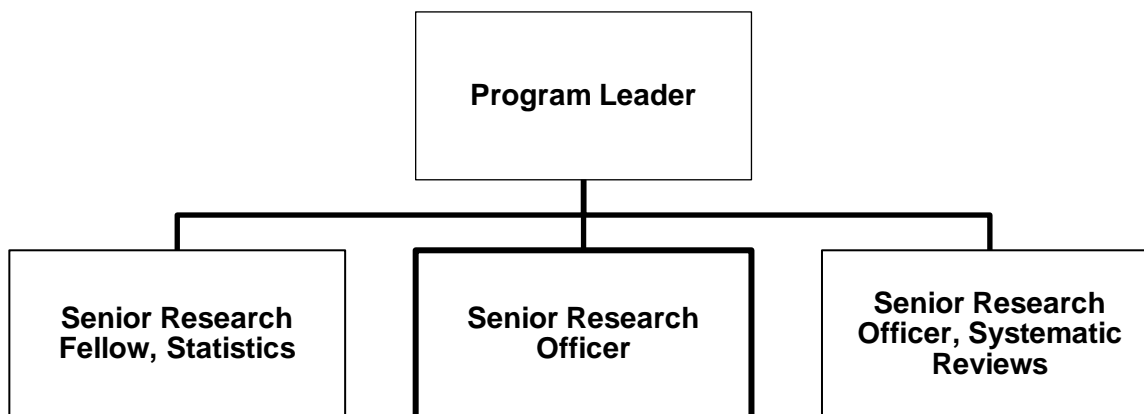 Program Leader
Senior Research
Fellow, Statistics
Senior Research
Officer
Senior Research
Officer, Systematic
Reviews